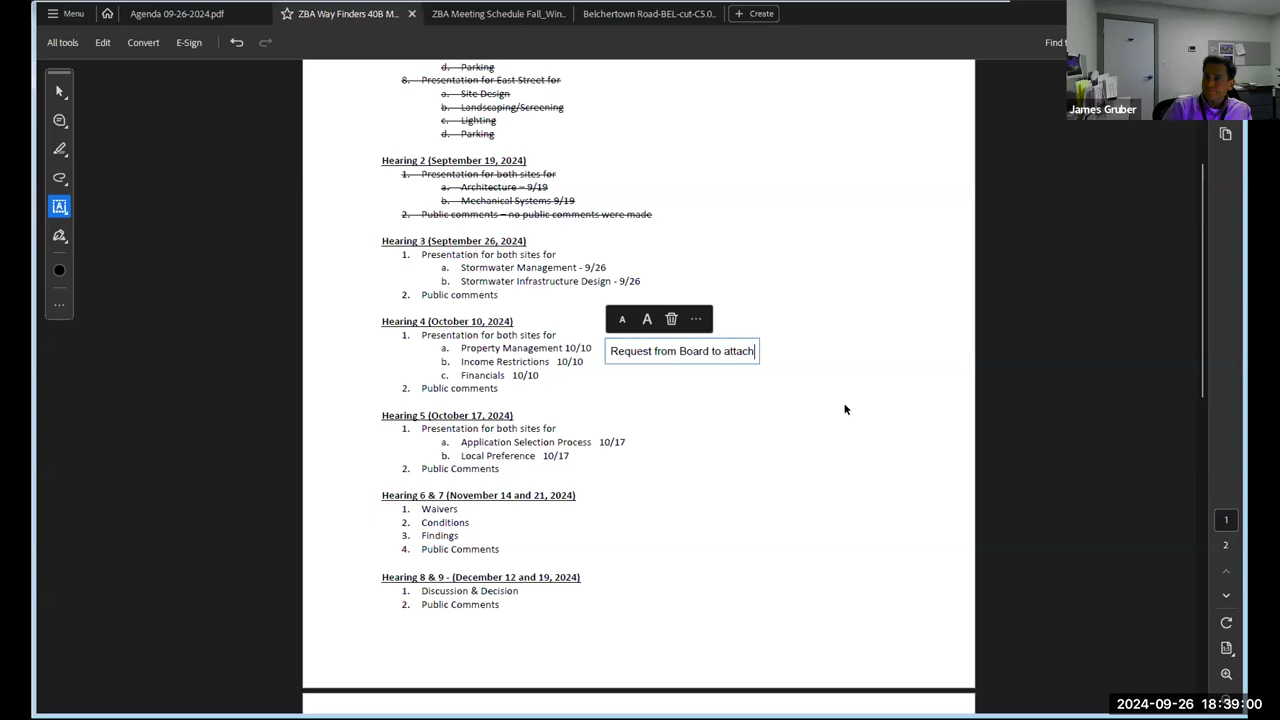 Menu
Agenda 09-26-2024.pdf
ZBA Way Finders 40B M...
ZBA Meeting Schedule Fall_Win...
Belchertown Road-BEL-cut-CS.0...
+ Create
All tools
Edit
Convert
E-Sign
Find t
James Gruber
d. Parking
8. Presentation for East Street for
a. Site Design
b. Landscaping/Screening
c. Lighting
d. Parking
Hearing 2 (September 19, 2024)
1. Presentation for both sites for
a. Architecture – 9/19
b. Mechanical Systems 9/19
2. Public comments – no public comments were made
Hearing 3 (September 26, 2024)
1. Presentation for both sites for
a. Stormwater Management - 9/26
b. Stormwater Infrastructure Design - 9/26
2. Public comments
Hearing 4 (October 10, 2024)
1. Presentation for both sites for
a. Property Management 10/10
b. Income Restrictions 10/10
c. Financials 10/10
2. Public comments
A A ...
Request from Board to attach
Hearing 5 (October 17, 2024)
1. Presentation for both sites for
a. Application Selection Process 10/17
b. Local Preference 10/17
2. Public Comments
Hearing 6 & 7 (November 14 and 21, 2024)
1. Waivers
2. Conditions
3. Findings
4. Public Comments
Hearing 8 & 9 - (December 12 and 19, 2024)
1. Discussion & Decision
2. Public Comments
1
2
2024-09-26 18:39:00